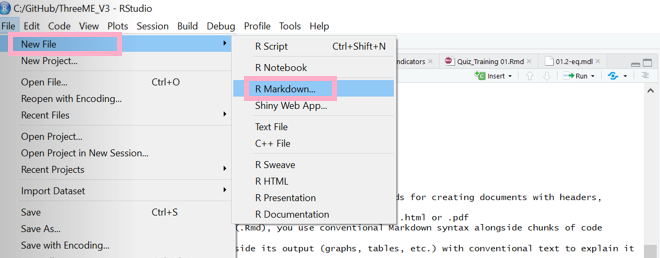 C:/GitHub/ThreeME_V3 - RStudio
File Edit Code View Plots Session Build Debug Profile Tools Help
New File
New Project...
Open File... Ctrl+O
Reopen with Encoding...
Recent Files
Open Project...
Open Project in New Session...
Recent Projects
Import Dataset
Save Ctrl+S
Save As...
Save with Encoding...
R Script Ctrl+Shift+N
R Notebook
R Markdown...
Shiny Web App...
Text File
C++ File
R Sweave
R HTML
R Presentation
R Documentation
ndicators Quiz_Training 01.Rmd 01.2-eq.mdl
Insert Run
ds for creating documents with headers,
.html or .pdf
(.Rmd), you use conventional Markdown syntax alongside chunks of code
side its output (graphs, tables, etc.) with conventional text to explain it